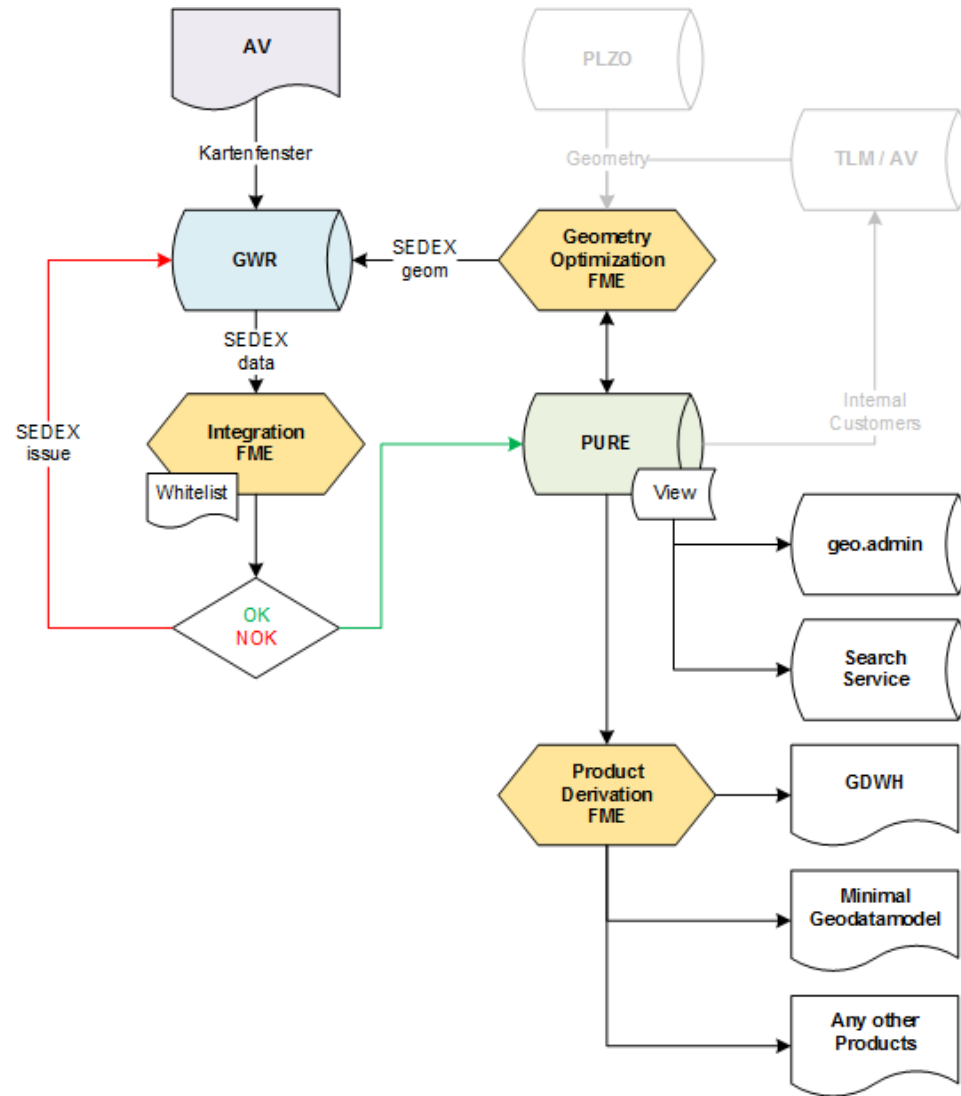 AV
PLZO
Kartenfenster
Geometry
TLM / AV
GWR
SEDEX
geom
Geometry
Optimization
FME
SEDEX
data
SEDEX
issue
Integration
FME
Whitelist
PURE
View
Internal
Customers
geo.admin
OK
NOK
Search
Service
Product
Derivation
FME
GDWH
Minimal
Geodatamodel
Any other
Products